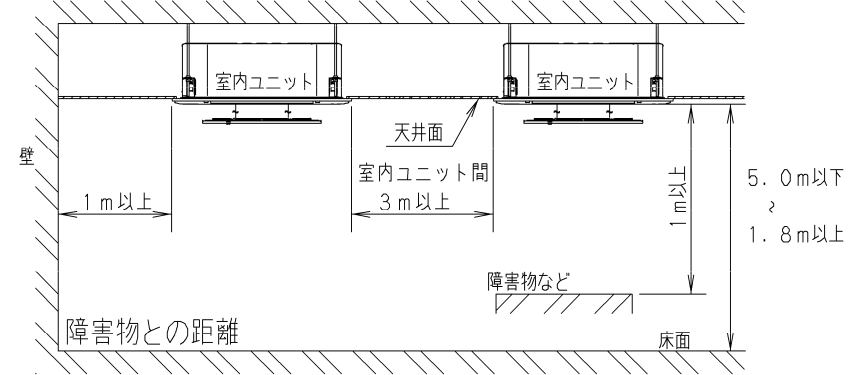 室内ユニット
室内ユニット
天井面
壁
室内ユニット間
1m以上
3m以上
1m以上
5.0m以下
~
1.8m以上
障害物など
障害物との距離
床面